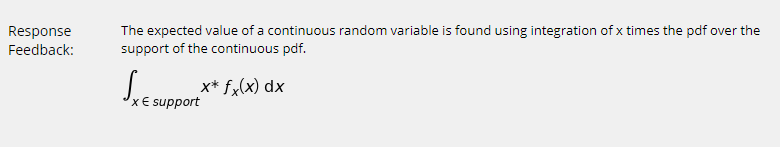 Response
Feedback:
The expected value of a continuous random variable is found using integration of x times the pdf over the
support of the continuous pdf.
∫x∈ support x* fx(x) dx